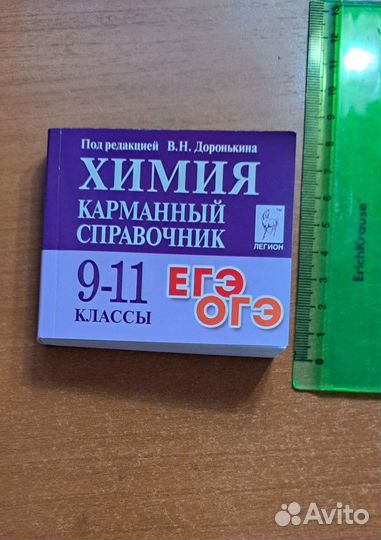 Под редакцией В.Н. Доронькина
ХИМИЯ
КАРМАННЫЙ
СПРАВОЧНИК
ЛЕГИОН
9-11
КЛАССЫ
ЕГЭ
ОГЭ
ErichKrause
Avito